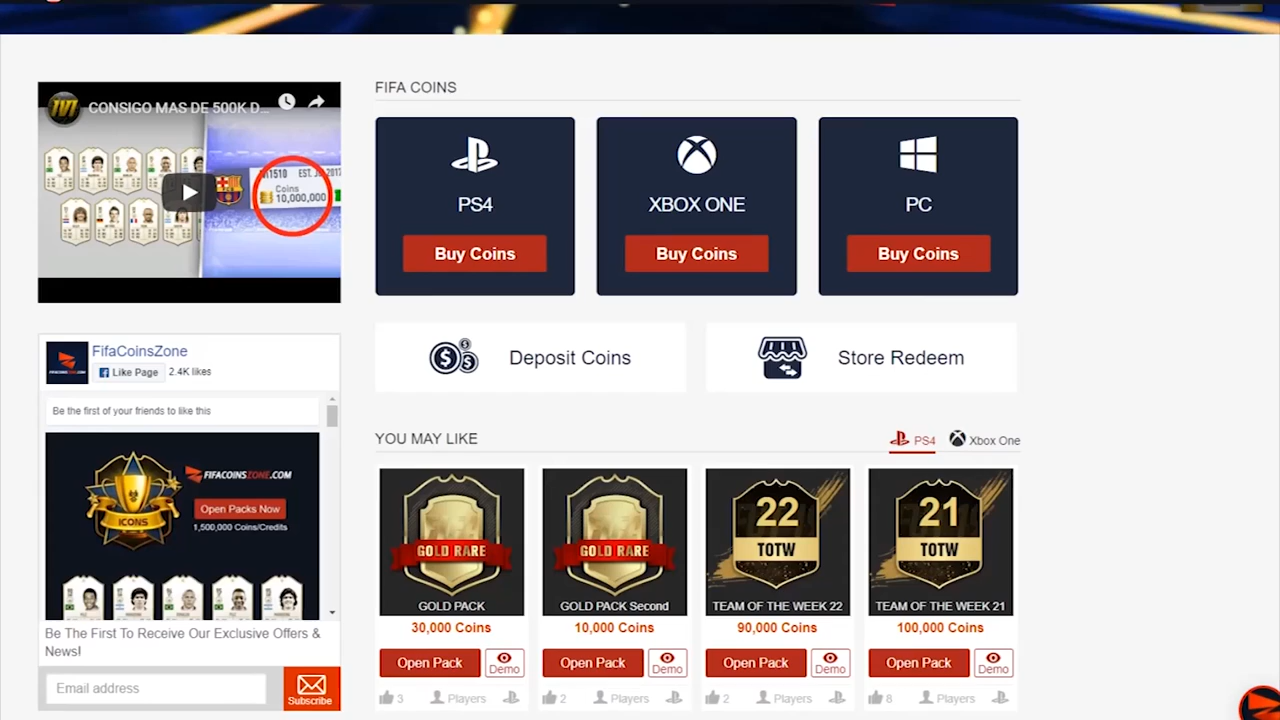 CONSIGO MAS DE 500K D...
EST. JUL 2017
Coins
10,000,000
FifaCoinsZone
Like Page
2.4K likes
Be the first of your friends to like this
FIFACOINSZONE.COM
ICONS
Open Packs Now
1,500,000 Coins/Credits
Be The First To Receive Our Exclusive Offers &
News!
Email address
Subscribe
FIFA COINS
PS4
XBOX ONE
PC
Buy Coins
Buy Coins
Buy Coins
Deposit Coins
Store Redeem
YOU MAY LIKE
PS4
Xbox One
GOLD RARE
GOLD RARE
22
TOTW
21
TOTW
GOLD PACK
GOLD PACK Second
TEAM OF THE WEEK 22
TEAM OF THE WEEK 21
30,000 Coins
10,000 Coins
90,000 Coins
100,000 Coins
Open Pack
Demo
Open Pack
Demo
Open Pack
Demo
Open Pack
Demo
3
Players
2
Players
2
Players
8
Players